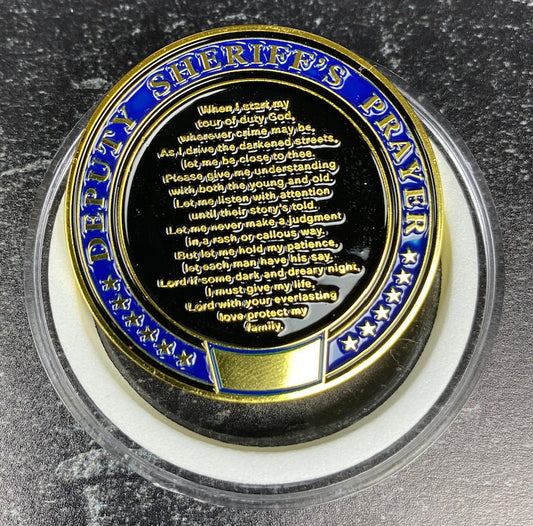 DEPUTY SHERIFF'S PRAYER
When I start my
tour of duty God,
wherever crime may be.
As I drive the darkened streets,
let me be close to thee.
Please give me understanding
with both the young and old.
Let me listen with attention
until their story's told.
Let me never make a judgment
in a rash or callous way.
But let me hold my patience,
let each man have his say.
Lord if some dark and dreary night,
I must give my life,
Lord with your everlasting
love protect my
family.